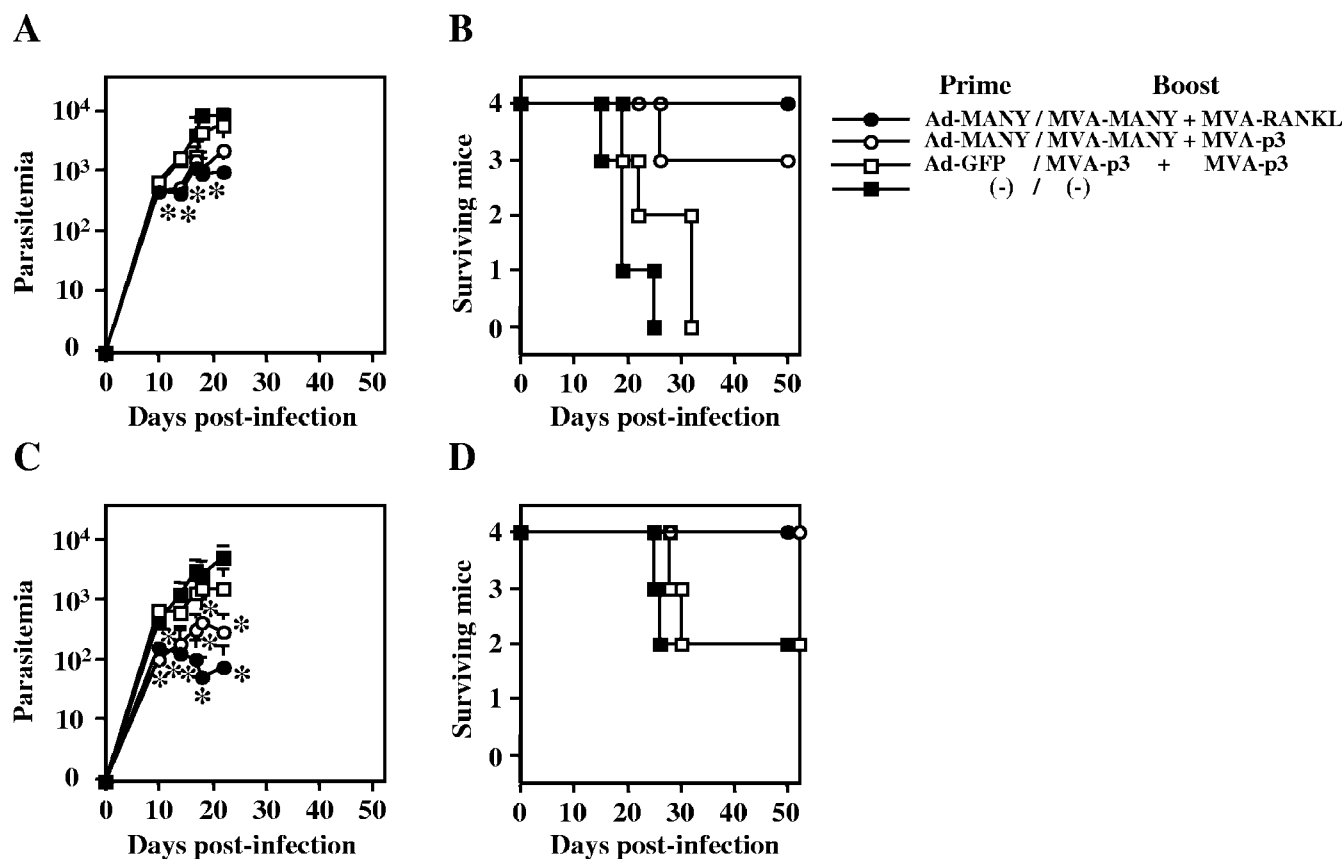 A
B
Prime Boost
Ad-MANY / MVA-MANY + MVA-RANKL
Ad-MANY / MVA-MANY + MVA-p3
Ad-GFP / MVA-p3 + MVA-p3
(-) / (-)
Parasitemia
10⁴
10³
10²
10
0
0 10 20 30 40 50
Days post-infection
* * * *
Surviving mice
4
3
2
1
0
0 10 20 30 40 50
Days post-infection
C
D
Parasitemia
10⁴
10³
10²
10
0
0 10 20 30 40 50
Days post-infection
* * * * * * * * *
Surviving mice
4
3
2
1
0
0 10 20 30 40 50
Days post-infection